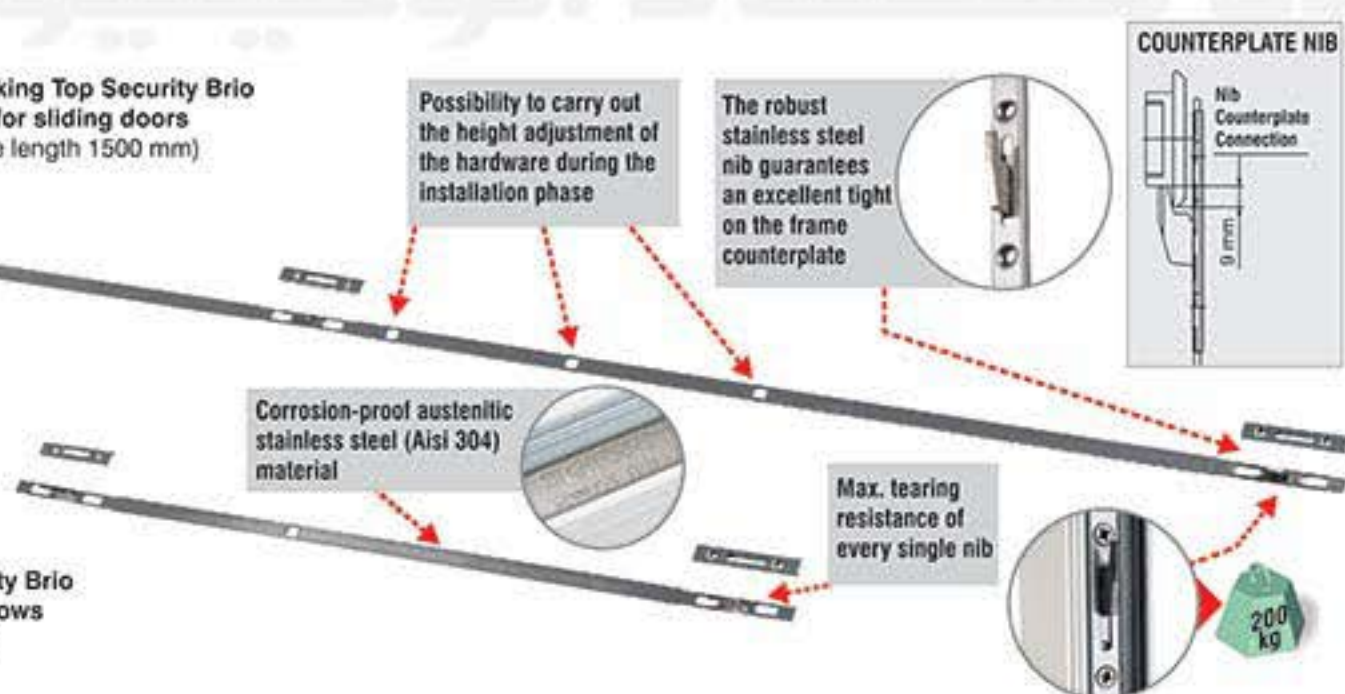 COUNTERPLATE NIB
Nib
Counterplate
Connection
9 mm
king Top Security Brio
for sliding doors
e length 1500 mm)
Possibility to carry out
the height adjustment of
the hardware during the
installation phase
The robust
stainless steel
nib guarantees
an excellent tight
on the frame
counterplate
Corrosion-proof austenitic
stainless steel (Aisi 304)
material
Max. tearing
resistance of
every single nib
200
kg
ty Brio
ows